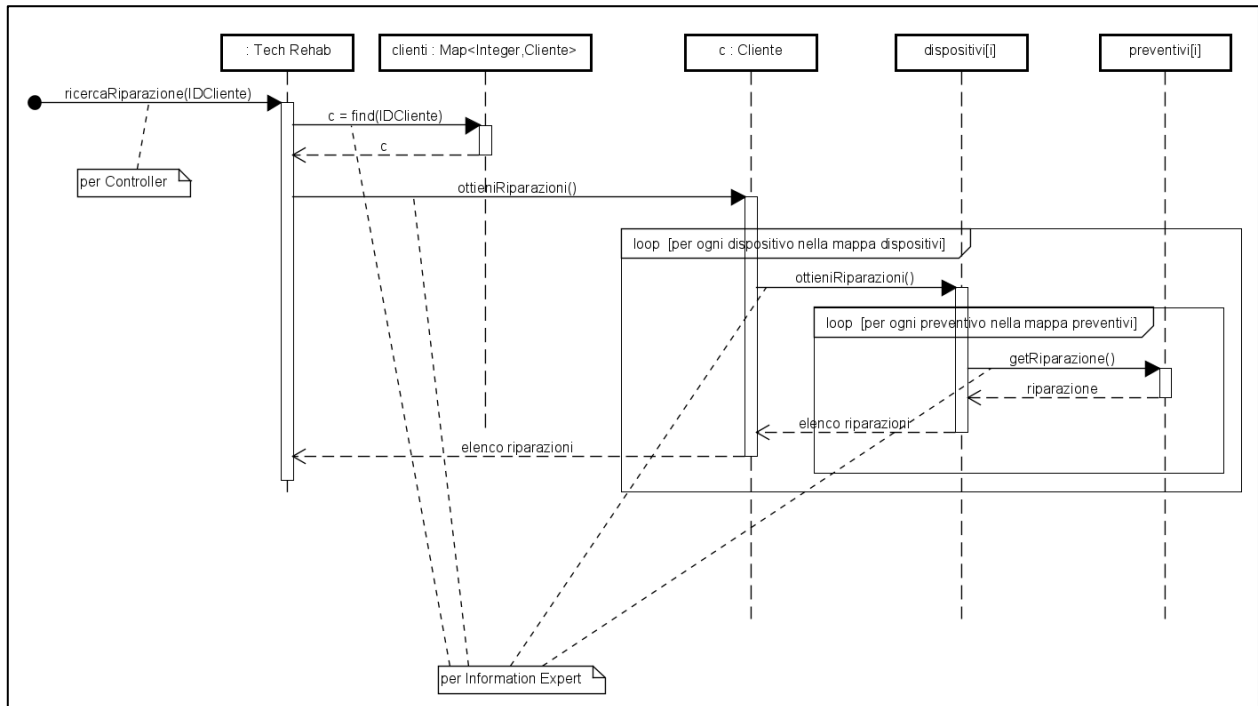 : Tech Rehab
clienti : Map<Integer,Cliente>
c : Cliente
dispositivi[i]
preventivi[i]
ricercaRiparazione(IDCliente)
c = find(IDCliente)
c
per Controller
ottieniRiparazioni()
loop [per ogni dispositivo nella mappa dispositivi]
ottieniRiparazioni()
loop [per ogni preventivo nella mappa preventivi]
getRiparazione()
riparazione
elenco riparazioni
elenco riparazioni
per Information Expert